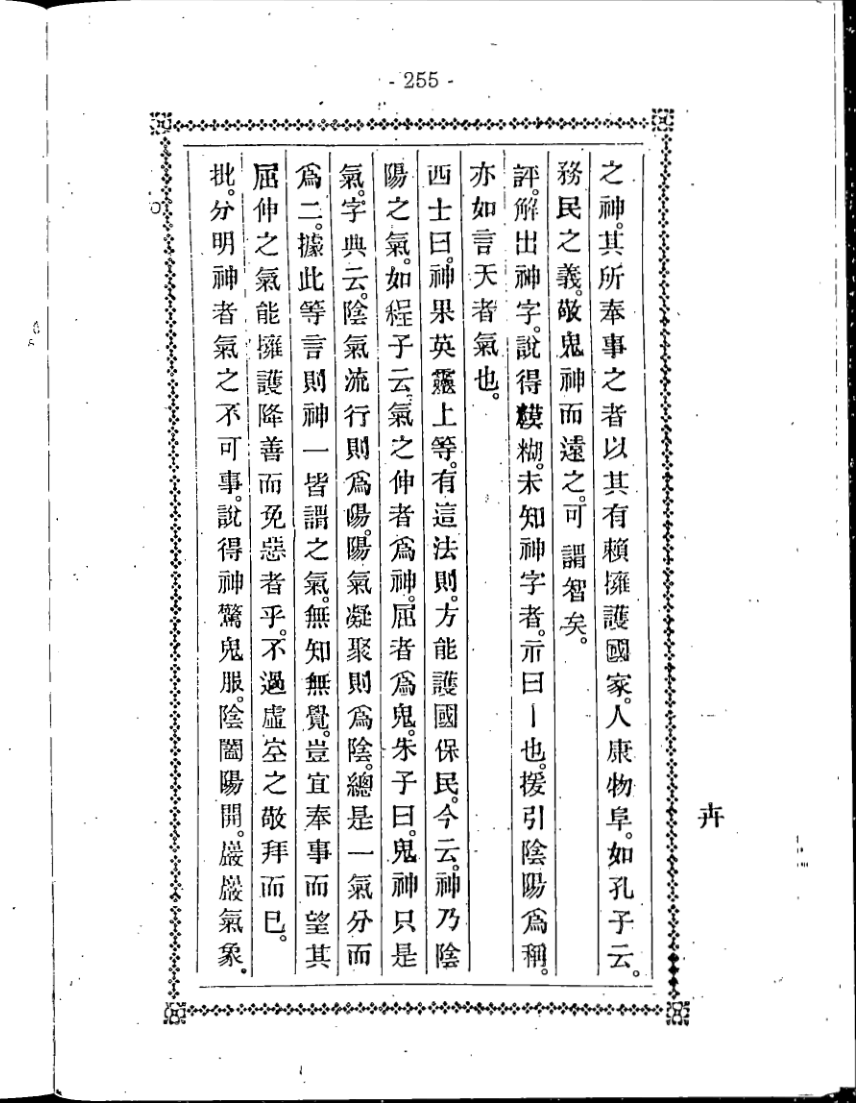 - 255 -
之神。其所奉事之者以其有賴擁護國家。人康物阜。如孔子云。
務民之義。敬鬼神而遠之。可謂智矣。
評。解出神字。說得糢糊。未知神字者。示曰丨也。援引陰陽爲稱。
亦如言天者氣也。
西士曰。神果英靈上等。有這法則。方能護國保民。今云。神乃陰
陽之氣。如程子云。氣之伸者爲神。屈者爲鬼。朱子曰。鬼神只是
氣。字典云。陰氣流行則爲陽。陽氣凝聚則爲陰。總是一氣分而
爲二。據此等言則神一皆謂之氣。無知無覺。豈宜奉事而望其
屈伸之氣能擁護降善而免惡者乎。不過虛空之敬拜而已。
批。分明神者氣之不可事。說得神驚鬼服。陰闔陽開。巖巖氣象。
卉